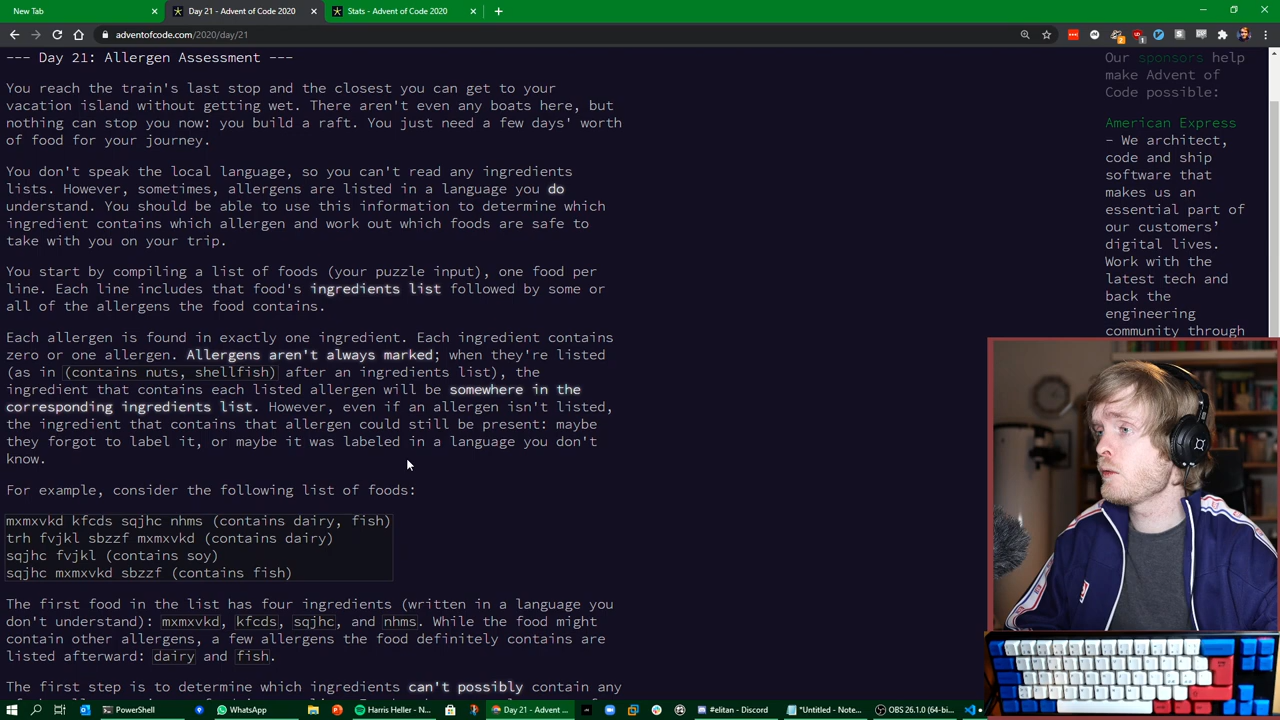 New Tab
Day 21 - Advent of Code 2020
Stats - Advent of Code 2020
adventofcode.com/2020/day/21
--- Day 21: Allergen Assessment ---
You reach the train's last stop and the closest you can get to your
vacation island without getting wet. There aren't even any boats here, but
nothing can stop you now: you build a raft. You just need a few days' worth
of food for your journey.
You don't speak the local language, so you can't read any ingredients
lists. However, sometimes, allergens are listed in a language you do
understand. You should be able to use this information to determine which
ingredient contains which allergen and work out which foods are safe to
take with you on your trip.
You start by compiling a list of foods (your puzzle input), one food per
line. Each line includes that food's ingredients list followed by some or
all of the allergens the food contains.
Each allergen is found in exactly one ingredient. Each ingredient contains
zero or one allergen. Allergens aren't always marked; when they're listed
(as in (contains nuts, shellfish) after an ingredients list), the
ingredient that contains each listed allergen will be somewhere in the
corresponding ingredients list. However, even if an allergen isn't listed,
the ingredient that contains that allergen could still be present: maybe
they forgot to label it, or maybe it was labeled in a language you don't
know.
For example, consider the following list of foods:
mxmxvkd kfcds sqjhc nhms (contains dairy, fish)
trh fvjkl sbzzf mxmxvkd (contains dairy)
sqjhc fvjkl (contains soy)
sqjhc mxmxvkd sbzzf (contains fish)
The first food in the list has four ingredients (written in a language you
don't understand): mxmxvkd, kfcds, sqjhc, and nhms. While the food might
contain other allergens, a few allergens the food definitely contains are
listed afterward: dairy and fish.
The first step is to determine which ingredients can't possibly contain any
Our sponsors help
make Advent of
Code possible:
American Express
- We architect,
code and ship
software that
makes us an
essential part of
our customers'
digital lives.
Work with the
latest tech and
back the
engineering
community through
PowerShell
WhatsApp
Harris Heller - ...
Day 21 - Advent ...
#elitan - Discord
*Untitled - Note...
OBS 26.1.0 (64-bi...